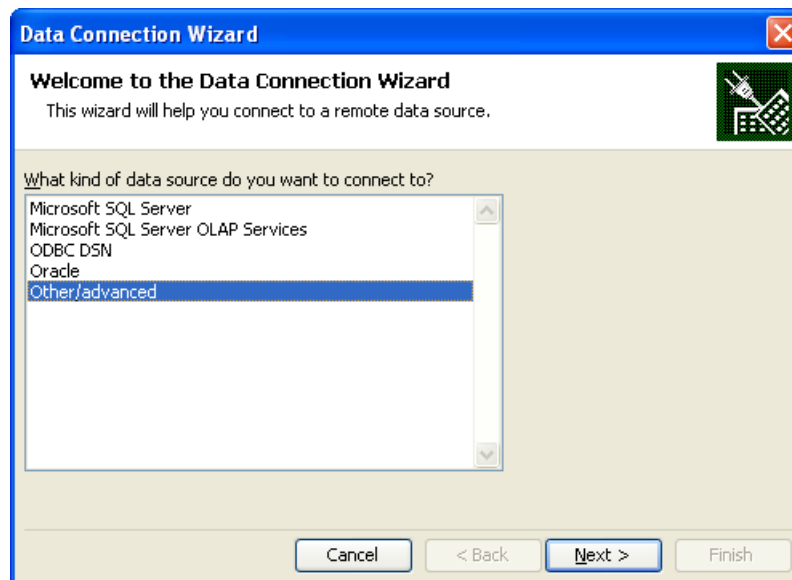 Data Connection Wizard
Welcome to the Data Connection Wizard
This wizard will help you connect to a remote data source.
What kind of data source do you want to connect to?
Microsoft SQL Server
Microsoft SQL Server OLAP Services
ODBC DSN
Oracle
Other/advanced
Cancel < Back Next > Finish